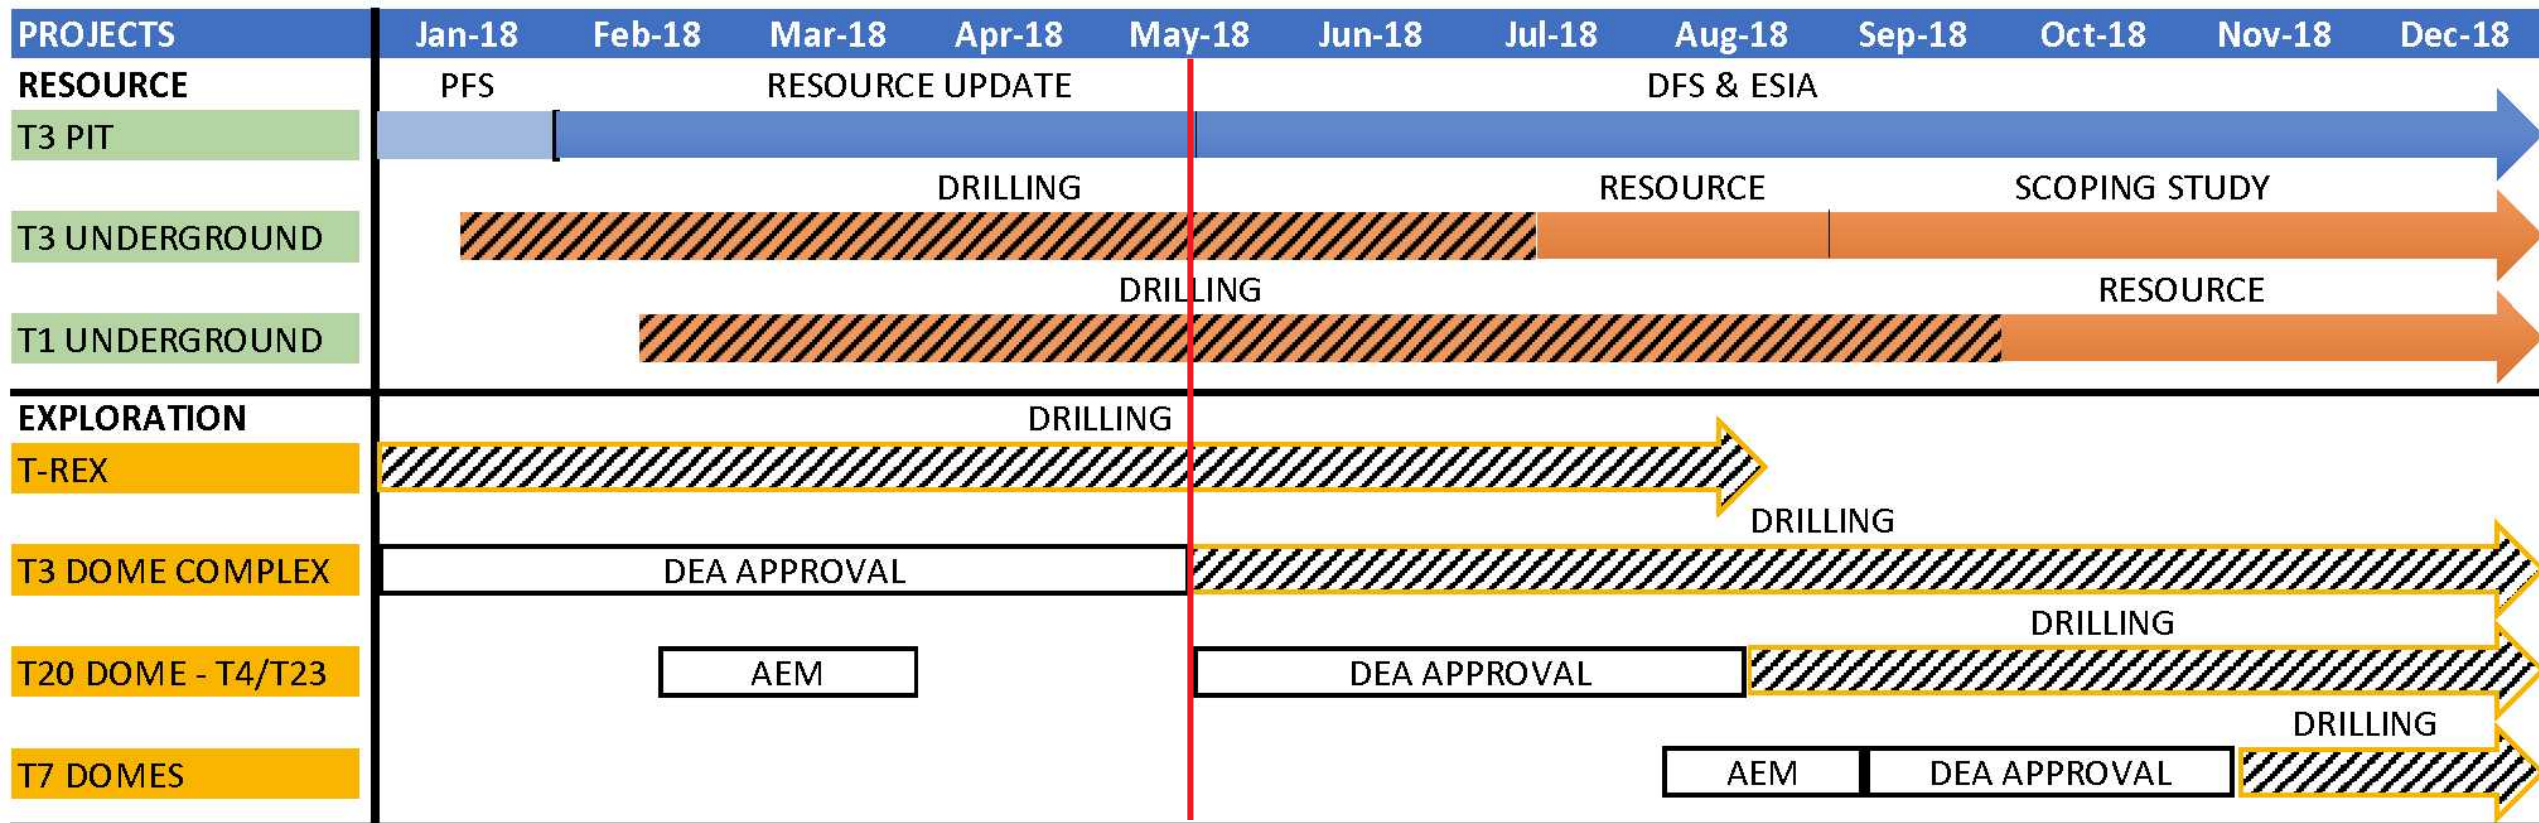 PROJECTS Jan-18 Feb-18 Mar-18 Apr-18 May-18 Jun-18 Jul-18 Aug-18 Sep-18 Oct-18 Nov-18 Dec-18
RESOURCE PFS RESOURCE UPDATE DFS & ESIA
T3 PIT
DRILLING RESOURCE SCOPING STUDY
T3 UNDERGROUND
DRILLING RESOURCE
T1 UNDERGROUND
EXPLORATION DRILLING
T-REX
DRILLING
T3 DOME COMPLEX DEA APPROVAL
DRILLING
T20 DOME - T4/T23 AEM DEA APPROVAL
DRILLING
T7 DOMES AEM DEA APPROVAL